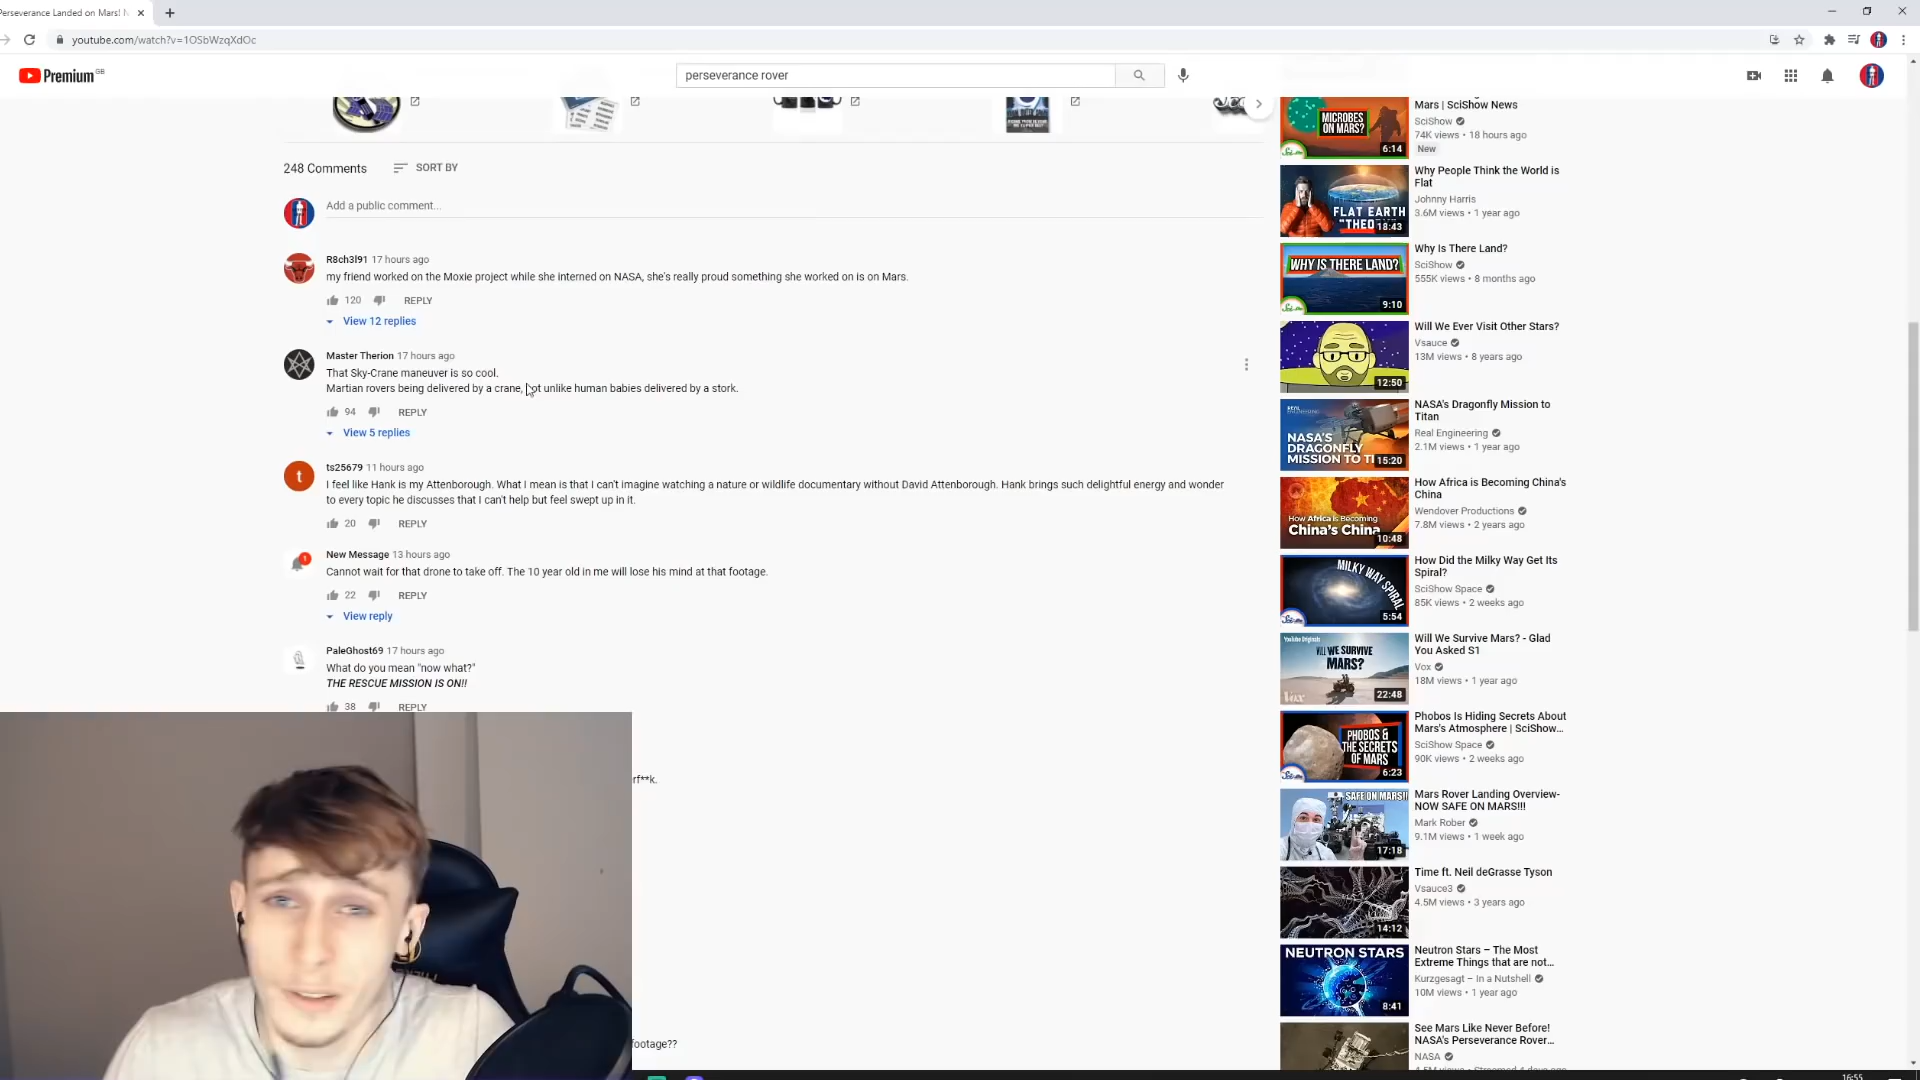 Perseverance Landed on Mars!
youtube.com/watch?v=1OSbWzqXdOc
Premium GB
perseverance rover
248 Comments
SORT BY
Add a public comment...
R8ch3l91 17 hours ago
my friend worked on the Moxie project while she interned on NASA, she's really proud something she worked on is on Mars.
120 REPLY
View 12 replies
Master Therion 17 hours ago
That Sky-Crane maneuver is so cool.
Martian rovers being delivered by a crane, not unlike human babies delivered by a stork.
94 REPLY
View 5 replies
ts25679 11 hours ago
I feel like Hank is my Attenborough. What I mean is that I can't imagine watching a nature or wildlife documentary without David Attenborough. Hank brings such delightful energy and wonder
to every topic he discusses that I can't help but feel swept up in it.
20 REPLY
New Message 13 hours ago
Cannot wait for that drone to take off. The 10 year old in me will lose his mind at that footage.
22 REPLY
View reply
PaleGhost69 17 hours ago
What do you mean "now what?"
THE RESCUE MISSION IS ON!!
38 REPLY
rf**k.
footage??
MICROBES
ON MARS?
6:14
Mars | SciShow News
SciShow
74K views • 18 hours ago
New
FLAT EARTH
18:43
Why People Think the World is
Flat
Johnny Harris
3.6M views • 1 year ago
WHY IS THERE LAND?
9:10
Why Is There Land?
SciShow
555K views • 8 months ago
12:50
Will We Ever Visit Other Stars?
Vsauce
13M views • 8 years ago
NASA'S
DRAGONFLY
MISSION TO TI
15:20
NASA's Dragonfly Mission to
Titan
Real Engineering
2.1M views • 1 year ago
How Africa is Becoming
China's China
10:48
How Africa is Becoming China's
China
Wendover Productions
7.8M views • 2 years ago
MILKY WAY SPIRAL
5:54
How Did the Milky Way Get Its
Spiral?
SciShow Space
85K views • 2 weeks ago
YouTube Originals
WILL WE SURVIVE
MARS?
Vox
22:48
Will We Survive Mars? - Glad
You Asked S1
Vox
18M views • 1 year ago
PHOBOS &
THE SECRETS
OF MARS
6:23
Phobos Is Hiding Secrets About
Mars's Atmosphere | SciShow...
SciShow Space
90K views • 2 weeks ago
SAFE ON MARS!!
17:18
Mars Rover Landing Overview-
NOW SAFE ON MARS!!!
Mark Rober
9.1M views • 1 week ago
14:12
Time ft. Neil deGrasse Tyson
Vsauce3
4.5M views • 3 years ago
NEUTRON STARS
8:41
Neutron Stars – The Most
Extreme Things that are not...
Kurzgesagt – In a Nutshell
10M views • 1 year ago
See Mars Like Never Before!
NASA's Perseverance Rover...
NASA
16:55